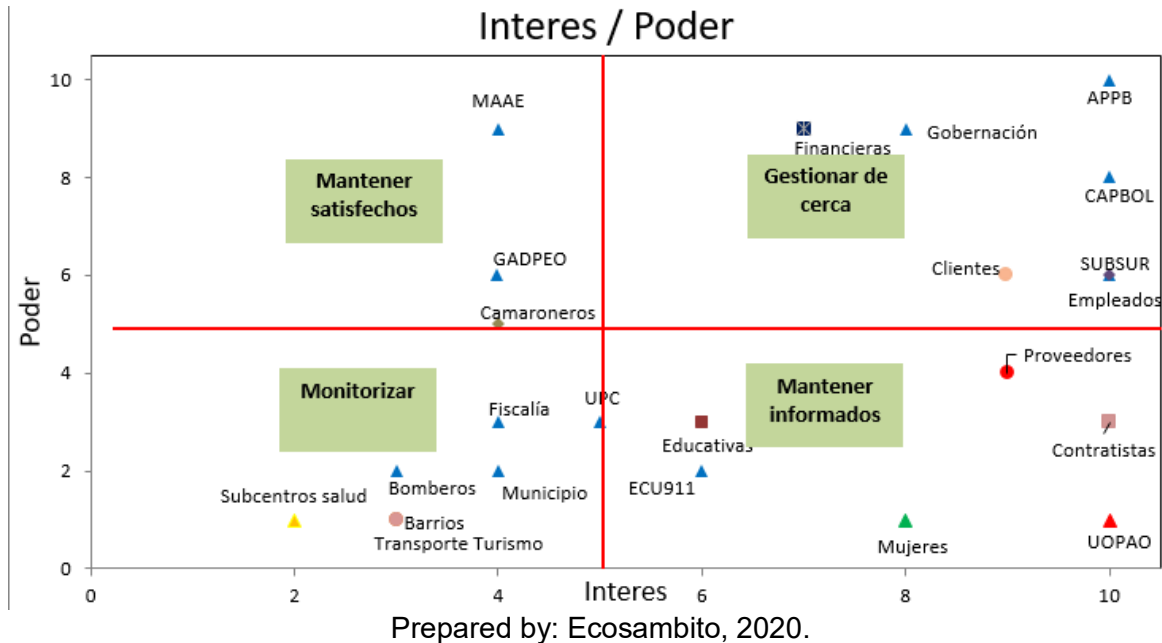 Interes / Poder
10
MAAE
APPB
Financieras
Gobernación
8
Mantener
satisfechos
Gestionar de
cerca
CAPBOL
Poder
6
GADPEO
Clientes
SUBSUR
Empleados
Camaroneros
4
Monitorizar
Mantener
informados
Proveedores
Fiscalía
UPC
Educativas
Contratistas
2
Subcentros salud
Bomberos
Municipio
ECU911
Barrios
Transporte Turismo
Mujeres
UOPAO
0
0 2 4 Interes 6 8 10
Prepared by: Ecosambito, 2020.